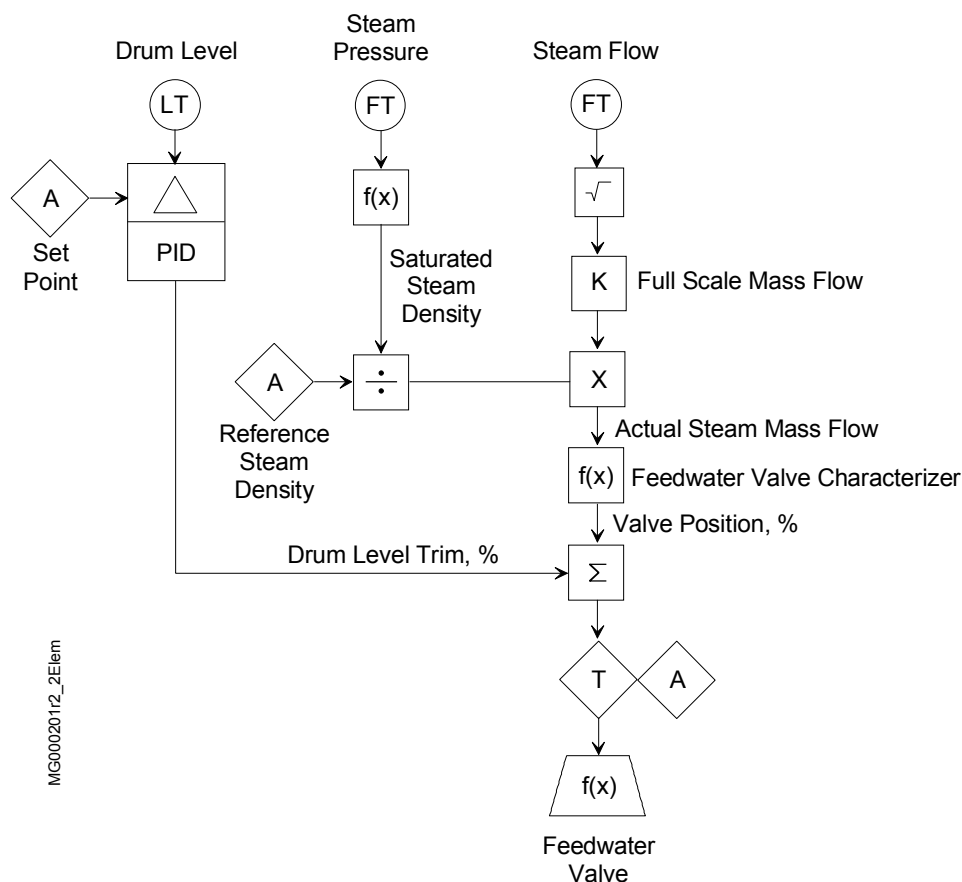 Drum Level
Steam
Pressure
Steam Flow
LT
FT
FT
A
Set
Point
PID
f(x)
√
Saturated
Steam
Density
K
Full Scale Mass Flow
A
Reference
Steam
Density
÷
X
Actual Steam Mass Flow
f(x)
Feedwater Valve Characterizer
Valve Position, %
Drum Level Trim, %
Σ
T
A
f(x)
Feedwater
Valve
MG000201r2_2Elem